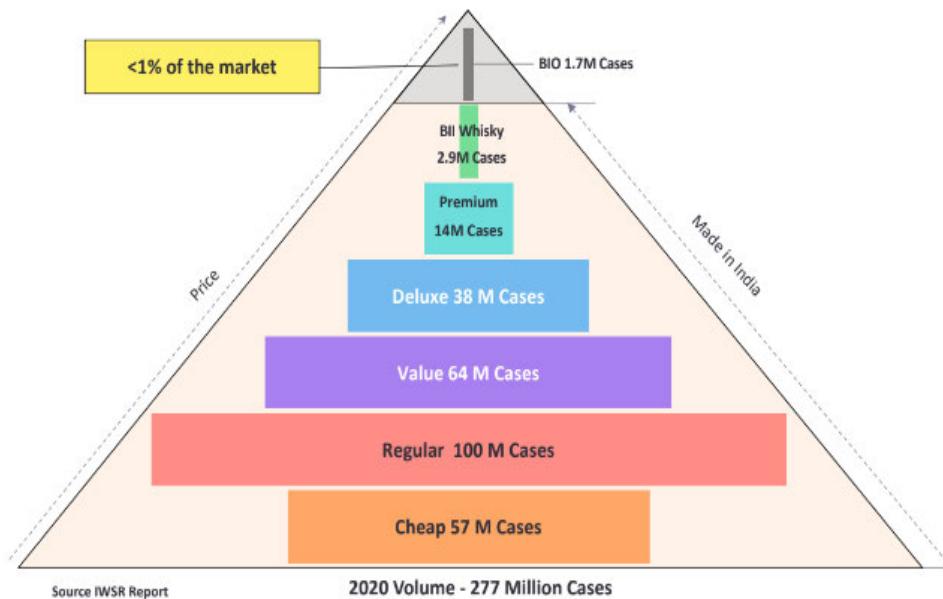 <1% of the market
BIO 1.7M Cases
BII Whisky
2.9M Cases
Premium
14M Cases
Price
Made in India
Deluxe 38 M Cases
Value 64 M Cases
Regular 100 M Cases
Cheap 57 M Cases
Source IWSR Report
2020 Volume - 277 Million Cases